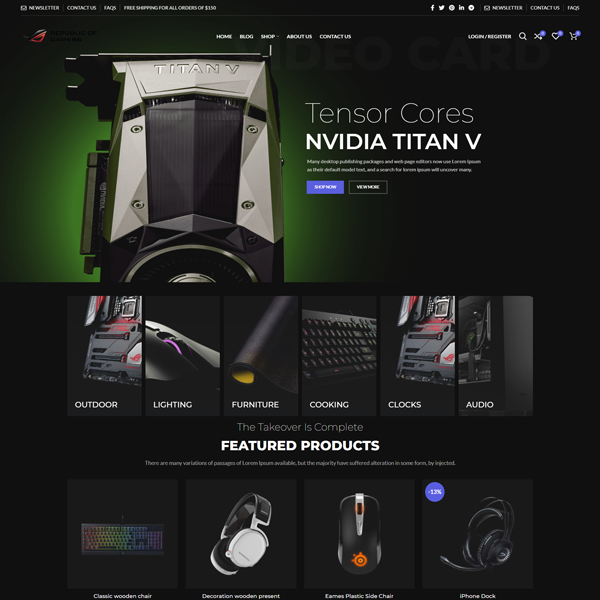 NEWSLETTER CONTACT US FAQS FREE SHIPPING FOR ALL ORDERS OF $150
NEWSLETTER CONTACT US FAQS
REPUBLIC OF
GAMERS
HOME BLOG SHOP ABOUT US CONTACT US
LOGIN / REGISTER
0 0 0
DEO CARD
TITAN V
Tensor Cores
NVIDIA TITAN V
Many desktop publishing packages and web page editors now use Lorem Ipsum
as their default model text, and a search for lorem ipsum will uncover many.
SHOP NOW VIEW MORE
OUTDOOR LIGHTING FURNITURE COOKING CLOCKS AUDIO
The Takeover Is Complete
FEATURED PRODUCTS
There are many variations of passages of Lorem Ipsum available, but the majority have suffered alteration in some form, by injected.
-13%
Classic wooden chair Decoration wooden present Eames Plastic Side Chair iPhone Dock